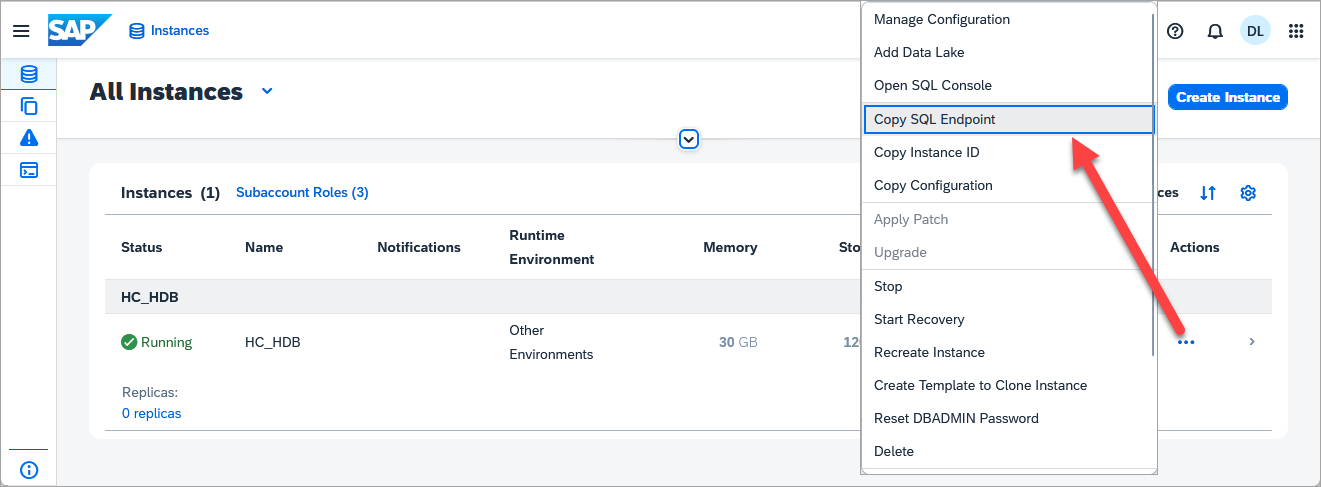 SAP
Instances
DL
All Instances
Create Instance
Instances (1)
Subaccount Roles (3)
Status
Name
Notifications
Runtime
Environment
Memory
Actions
HC_HDB
Running
HC_HDB
Other
Environments
30 GB
Replicas:
0 replicas
Manage Configuration
Add Data Lake
Open SQL Console
Copy SQL Endpoint
Copy Instance ID
Copy Configuration
Apply Patch
Upgrade
Stop
Start Recovery
Recreate Instance
Create Template to Clone Instance
Reset DBADMIN Password
Delete